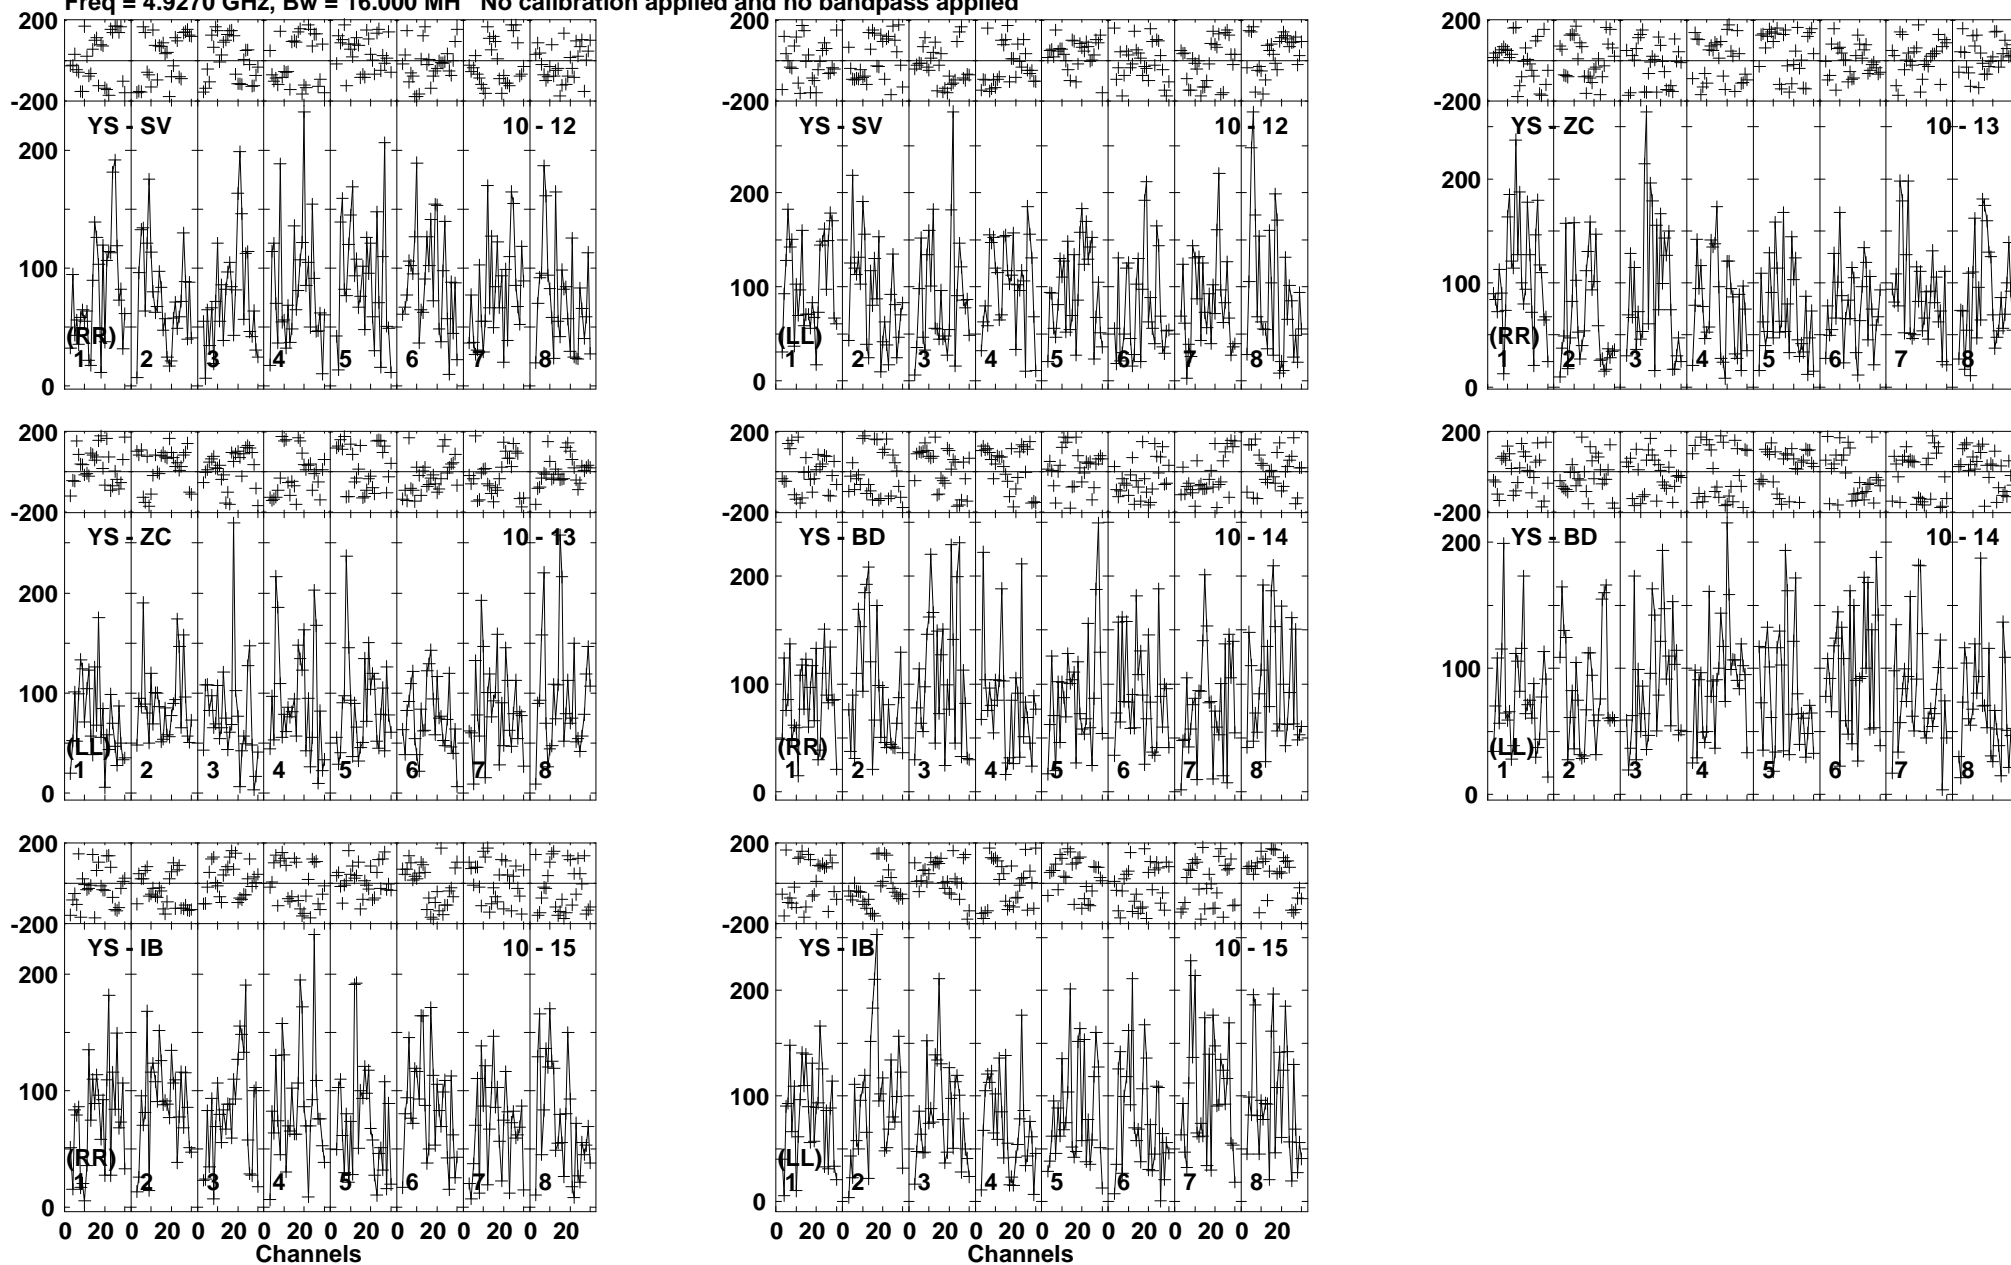 Freq = 4.9270 GHz, Bw = 16.000 MH No calibration applied and no bandpass applied
200
-200
YS - SV 10 - 12
200
100
0
(RR)
1 2 3 4 5 6 7 8
200
-200
YS - SV 10 - 12
200
100
0
(LL)
1 2 3 4 5 6 7 8
200
-200
YS - ZC 10 - 13
200
100
0
(RR)
1 2 3 4 5 6 7 8
200
-200
YS - ZC 10 - 13
200
100
0
(LL)
1 2 3 4 5 6 7 8
200
-200
YS - BD 10 - 14
200
100
0
(RR)
1 2 3 4 5 6 7 8
200
-200
YS - BD 10 - 14
200
100
0
(LL)
1 2 3 4 5 6 7 8
200
-200
YS - IB 10 - 15
200
100
0
(RR)
1 2 3 4 5 6 7 8
0 20 0 20 0 20 0 20 0 20 0 20 0 20 0 20
Channels
200
-200
YS - IB 10 - 15
200
100
0
(LL)
1 2 3 4 5 6 7 8
0 20 0 20 0 20 0 20 0 20 0 20 0 20 0 20
Channels